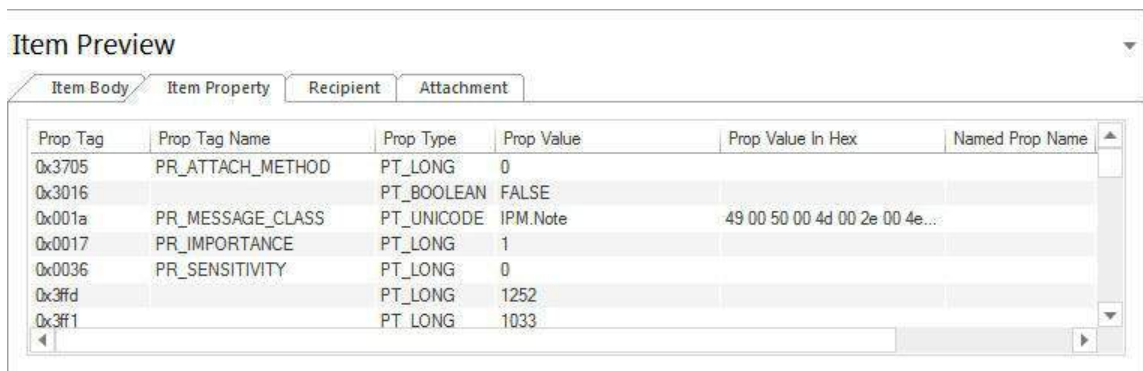 Item Preview
Item Body Item Property Recipient Attachment
Prop Tag Prop Tag Name Prop Type Prop Value Prop Value In Hex Named Prop Name
0x3705 PR_ATTACH_METHOD PT_LONG 0
0x3016 PT_BOOLEAN FALSE
0x001a PR_MESSAGE_CLASS PT_UNICODE IPM.Note 49 00 50 00 4d 00 2e 00 4e...
0x0017 PR_IMPORTANCE PT_LONG 1
0x0036 PR_SENSITIVITY PT_LONG 0
0x3ffd PT_LONG 1252
0x3ff1 PT_LONG 1033